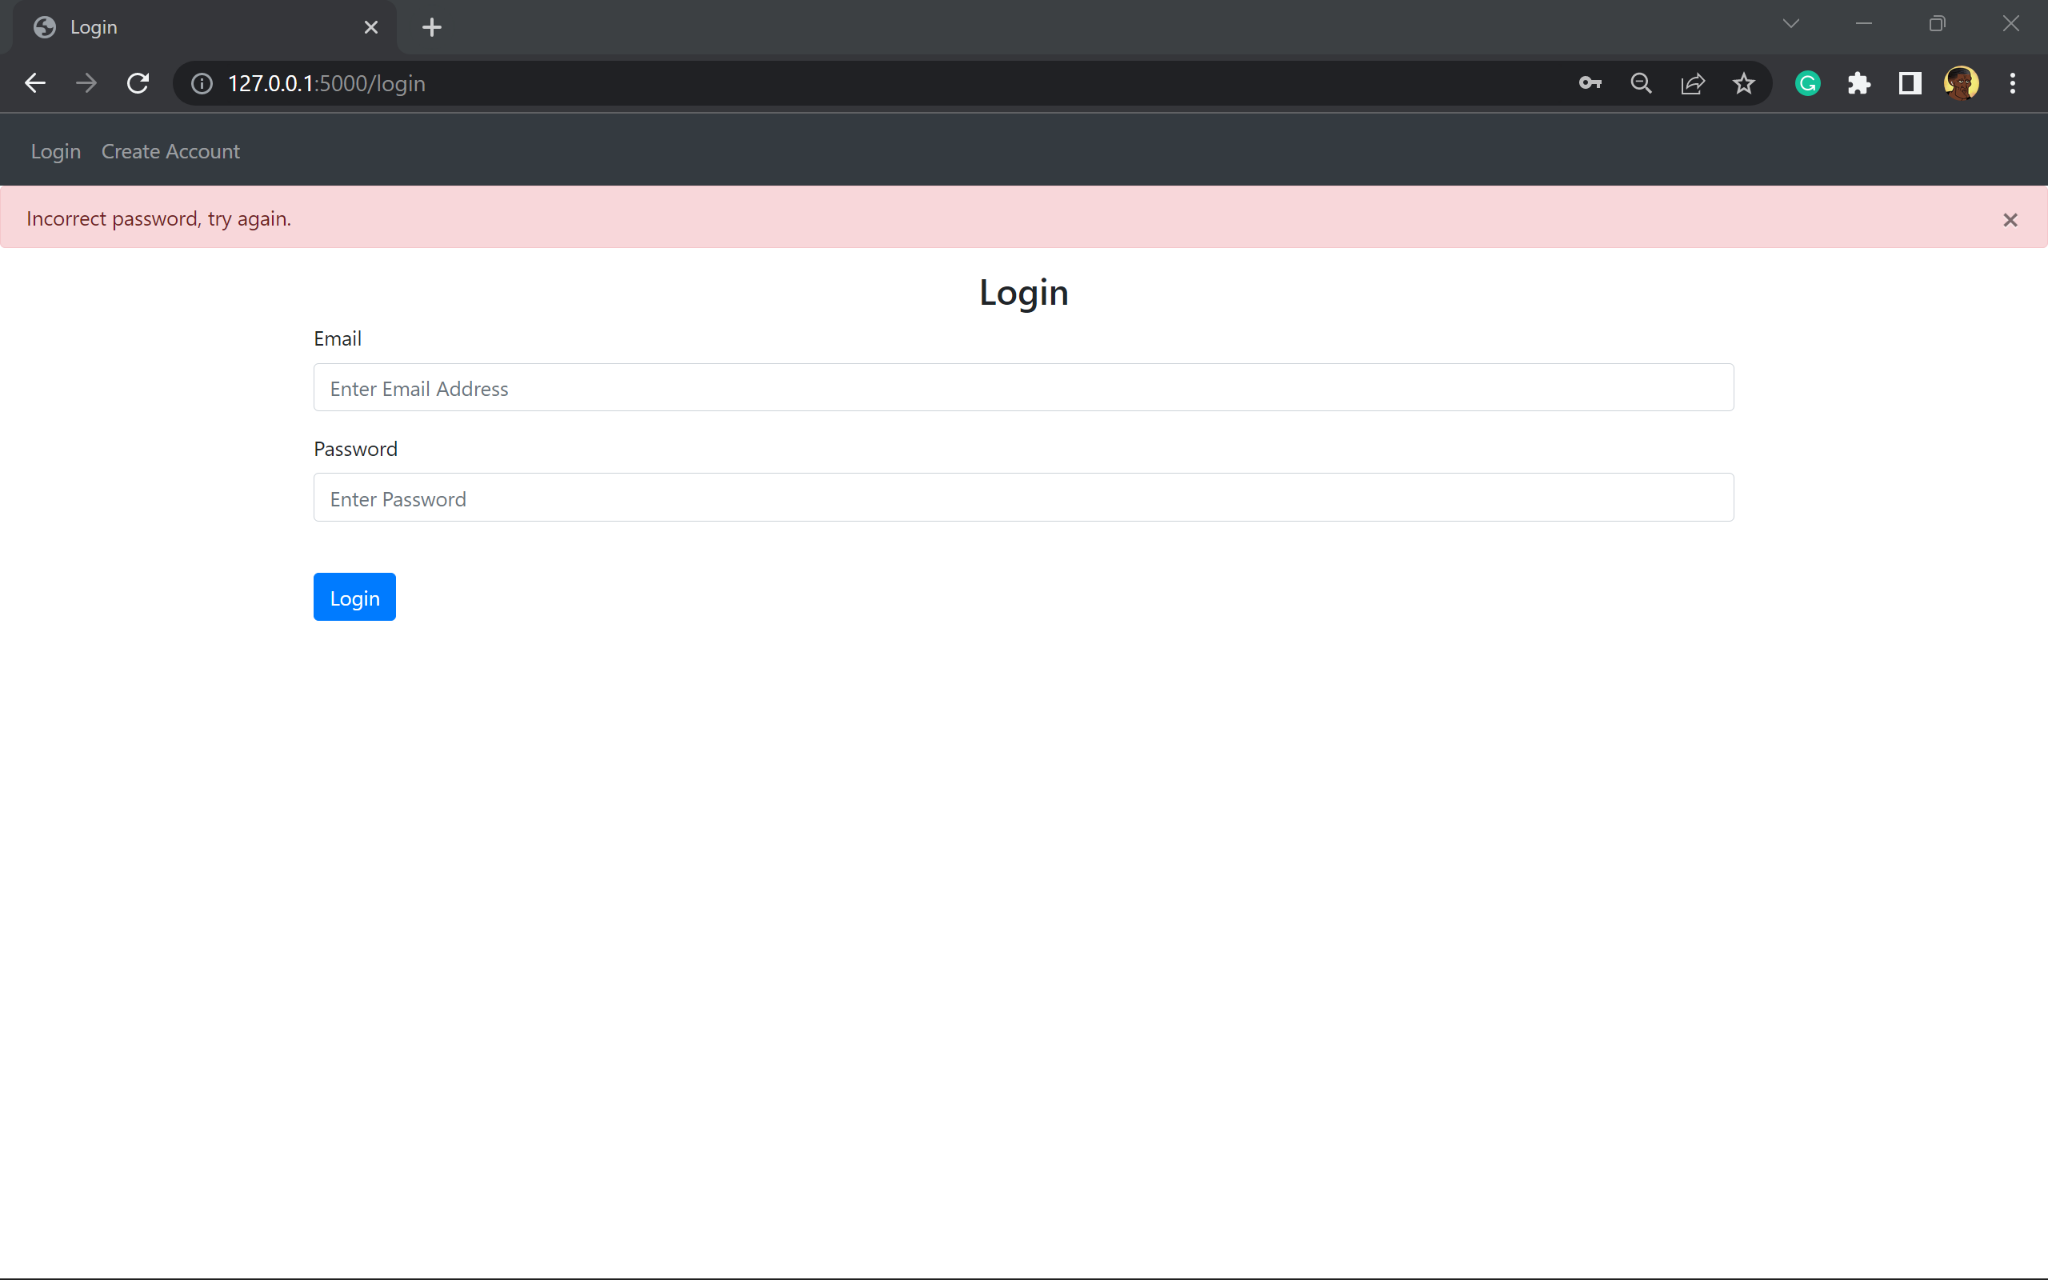 Login
127.0.0.1:5000/login
Login Create Account
Incorrect password, try again.
Login
Email
Enter Email Address
Password
Enter Password
Login